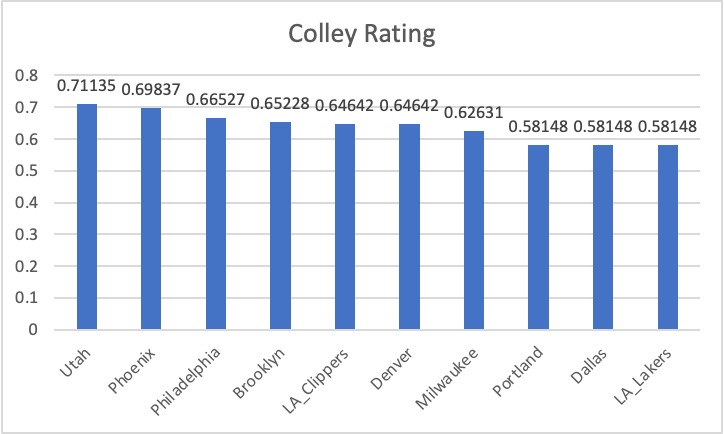 Colley Rating
0.8
0.7
0.6
0.5
0.4
0.3
0.2
0.1
0
0.71135 0.69837 0.66527 0.65228 0.64642 0.64642 0.62631 0.58148 0.58148 0.58148
Utah
Phoenix
Philadelphia
Brooklyn
LA_Clippers
Denver
Milwaukee
Portland
Dallas
LA_Lakers